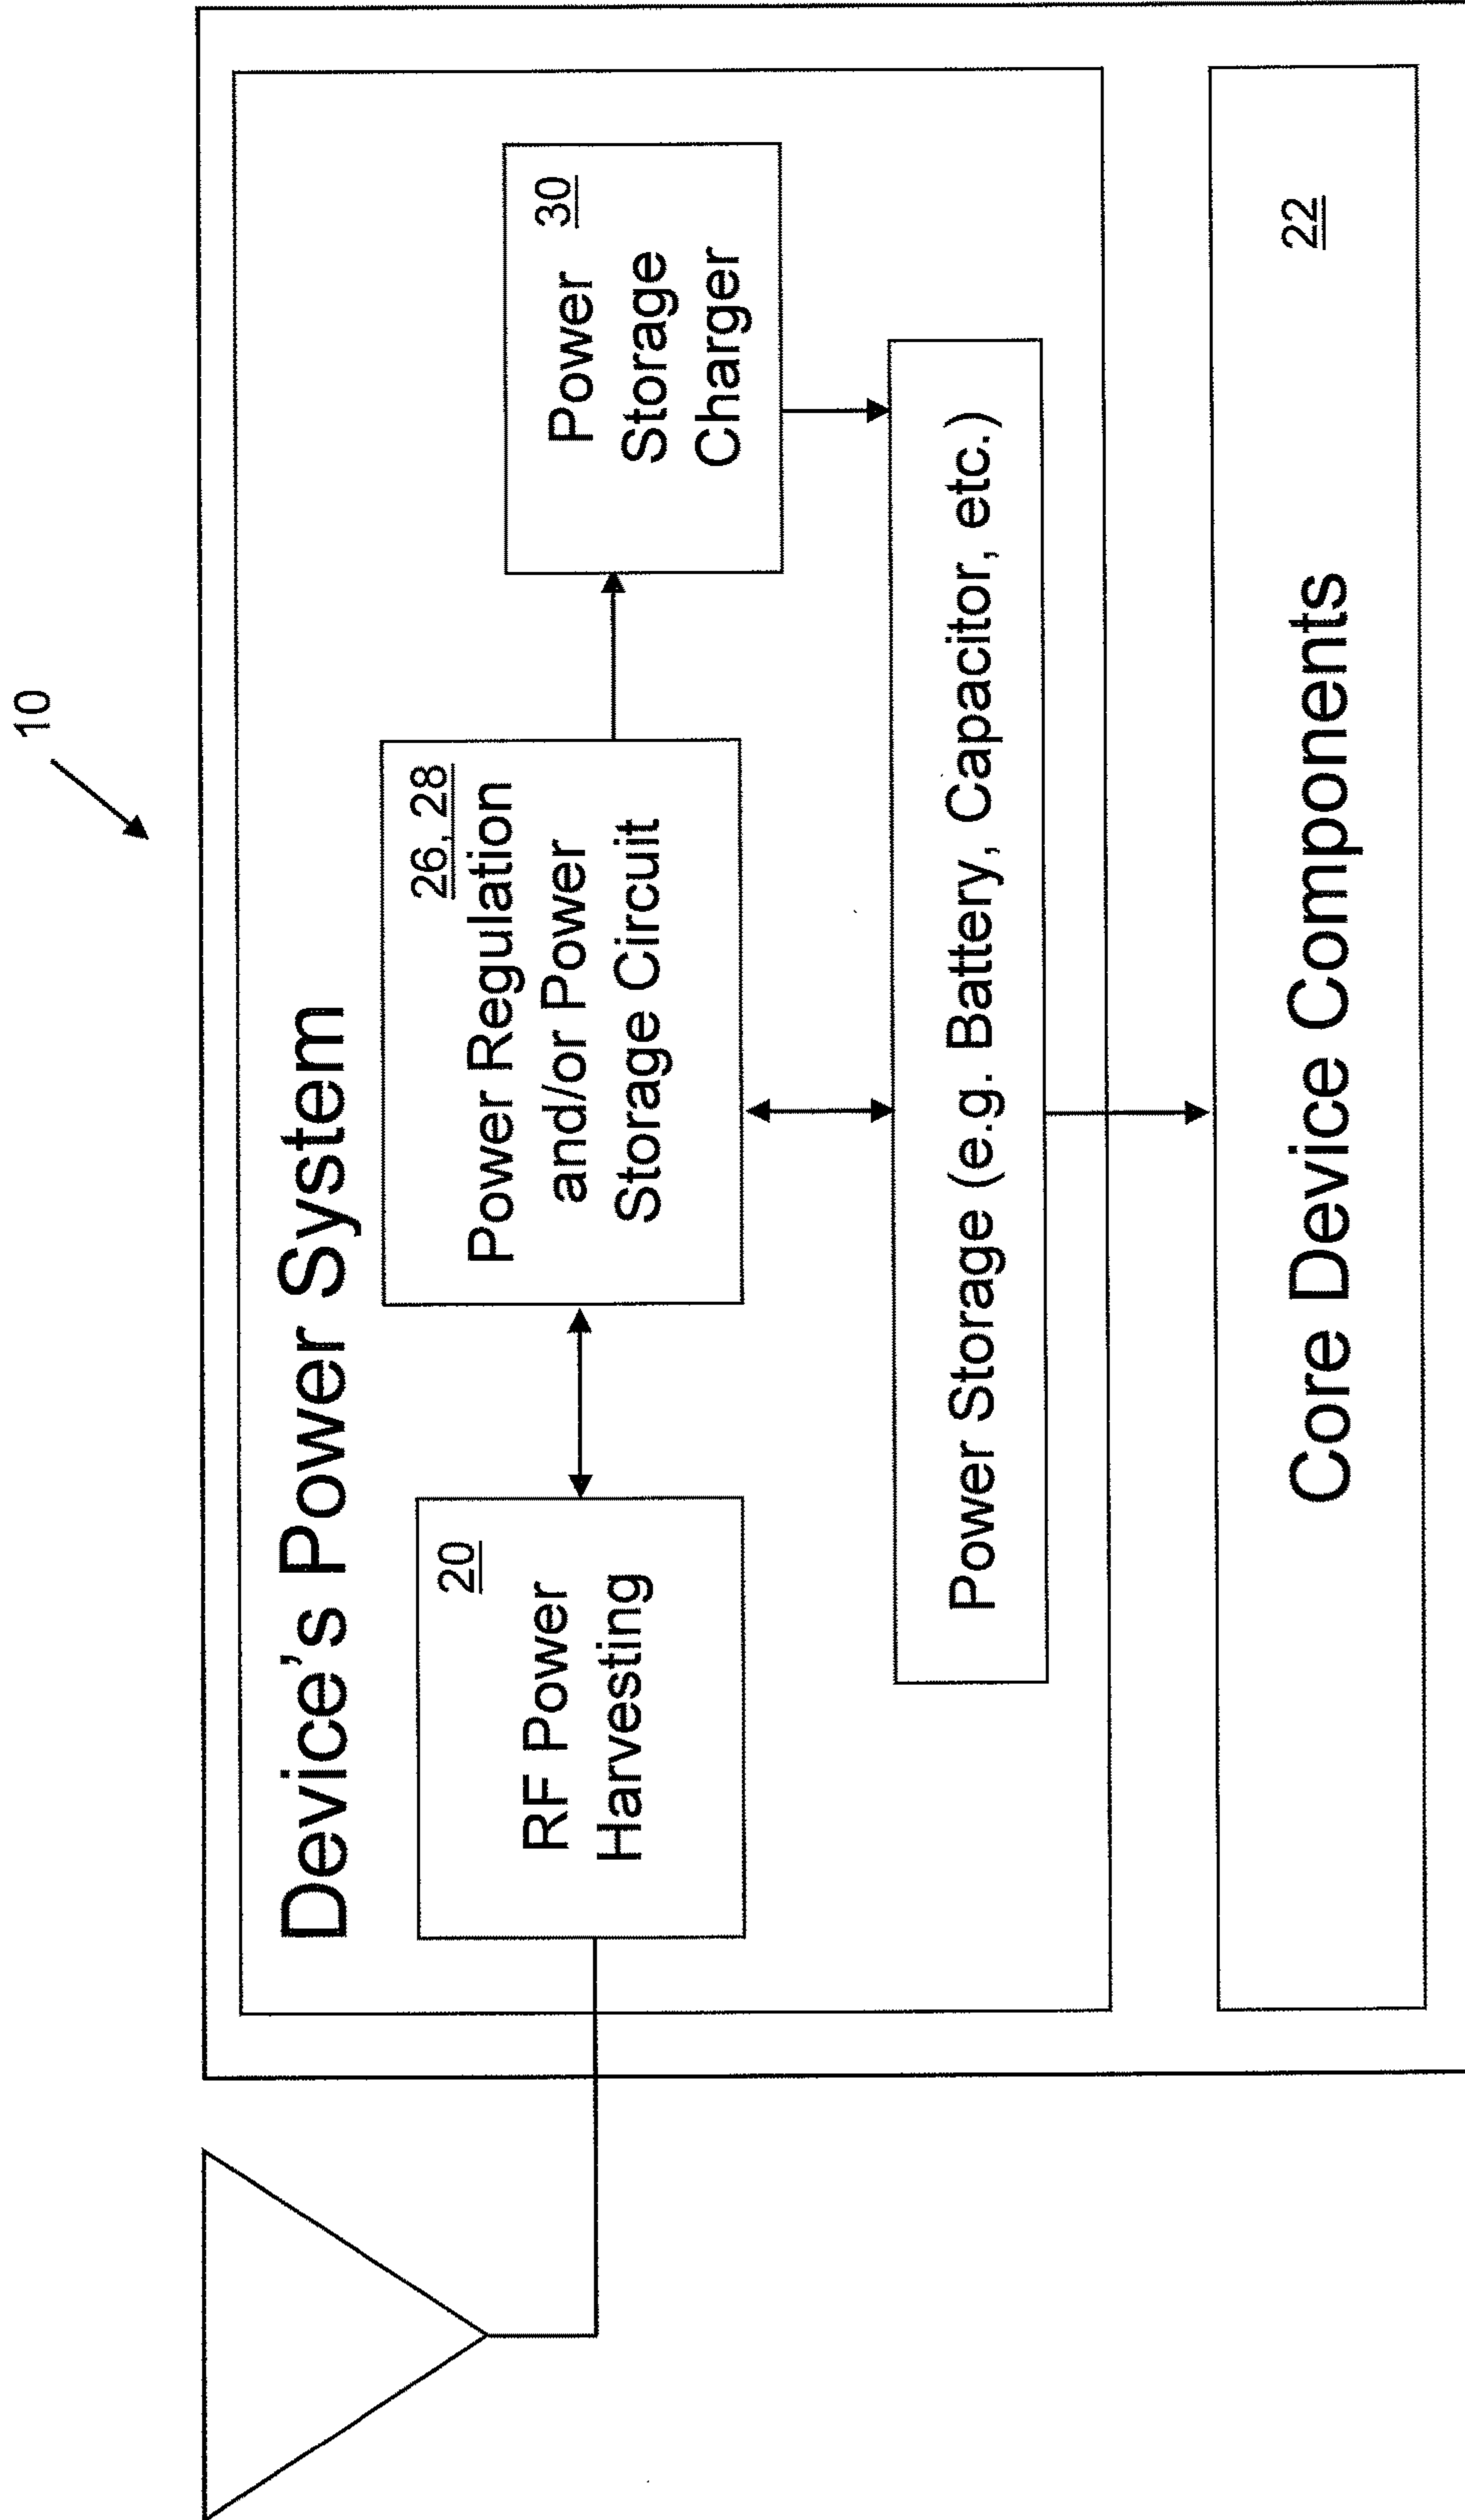 10
Device's Power System
20
RF Power
Harvesting
26, 28
Power Regulation
and/or Power
Storage Circuit
30
Power
Storage
Charger
Power Storage (e.g. Battery, Capacitor, etc.)
22
Core Device Components